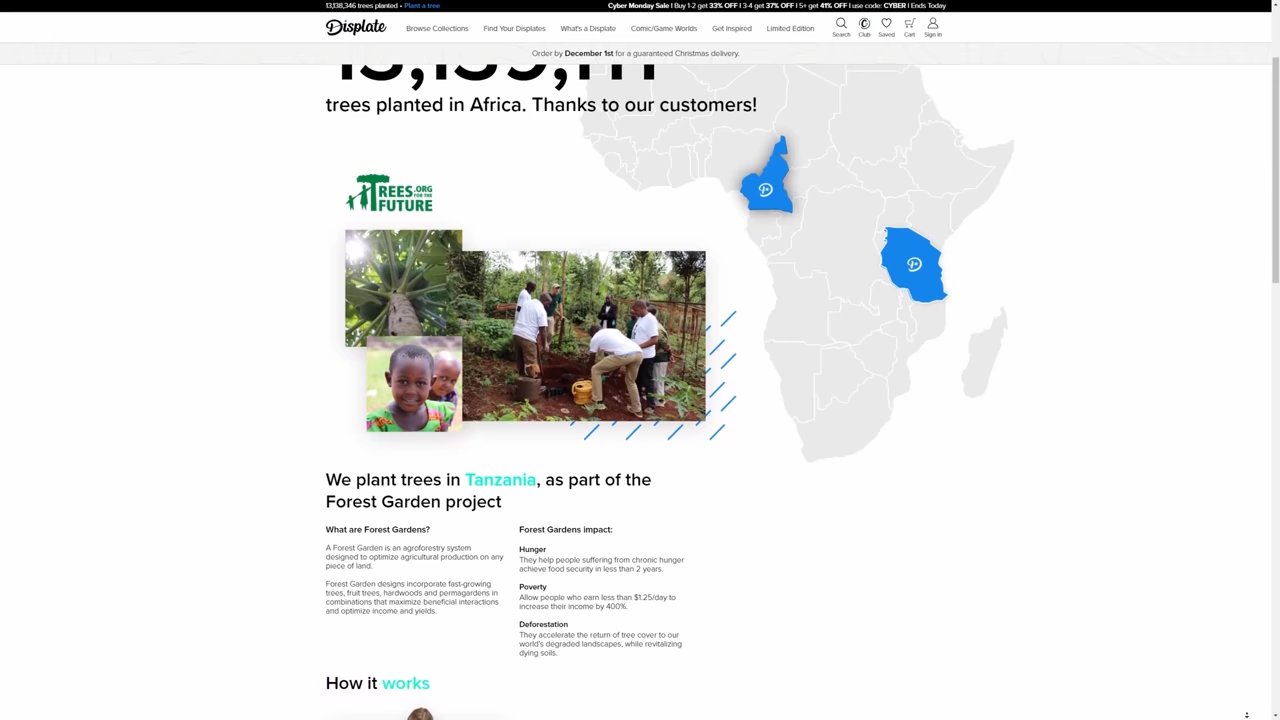 13,138,346 trees planted • Plant a tree
Cyber Monday Sale I Buy 1-2 get 33% OFF I 3-4 get 37% OFF I 5+ get 41% OFF I use code: CYBER I Ends Today
Displate
Browse Collections
Find Your Displates
What's a Displate
Comic/Game Worlds
Get Inspired
Limited Edition
Search
Club
Saved
Cart
Sign In
Order by December 1st for a guaranteed Christmas delivery.
trees planted in Africa. Thanks to our customers!
TREES.ORG
FOR THE
FUTURE
We plant trees in Tanzania, as part of the
Forest Garden project
What are Forest Gardens?
A Forest Garden is an agroforestry system
designed to optimize agricultural production on any
piece of land.
Forest Garden designs incorporate fast-growing
trees, fruit trees, hardwoods and permagardens in
combinations that maximize beneficial interactions
and optimize income and yields.
Forest Gardens impact:
Hunger
They help people suffering from chronic hunger
achieve food security in less than 2 years.
Poverty
Allow people who earn less than $1.25/day to
increase their income by 400%.
Deforestation
They accelerate the return of tree cover to our
world's degraded landscapes, while revitalizing
dying soils.
How it works